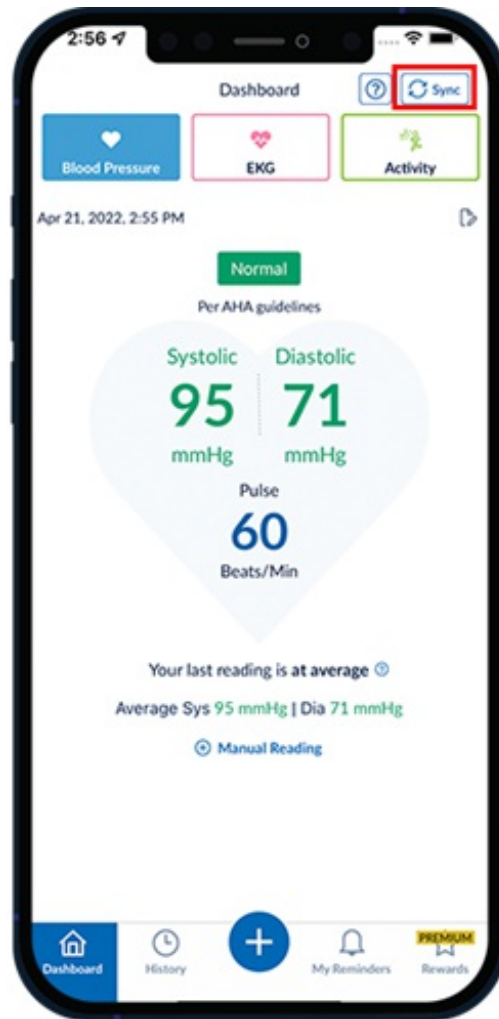 2:56
Dashboard
Sync
Blood Pressure
EKG
Activity
Apr 21, 2022, 2:55 PM
Normal
Per AHA guidelines
Systolic Diastolic
95 71
mmHg mmHg
Pulse
60
Beats/Min
Your last reading is at average
Average Sys 95 mmHg | Dia 71 mmHg
Manual Reading
PREMIUM
Dashboard History My Reminders Rewards